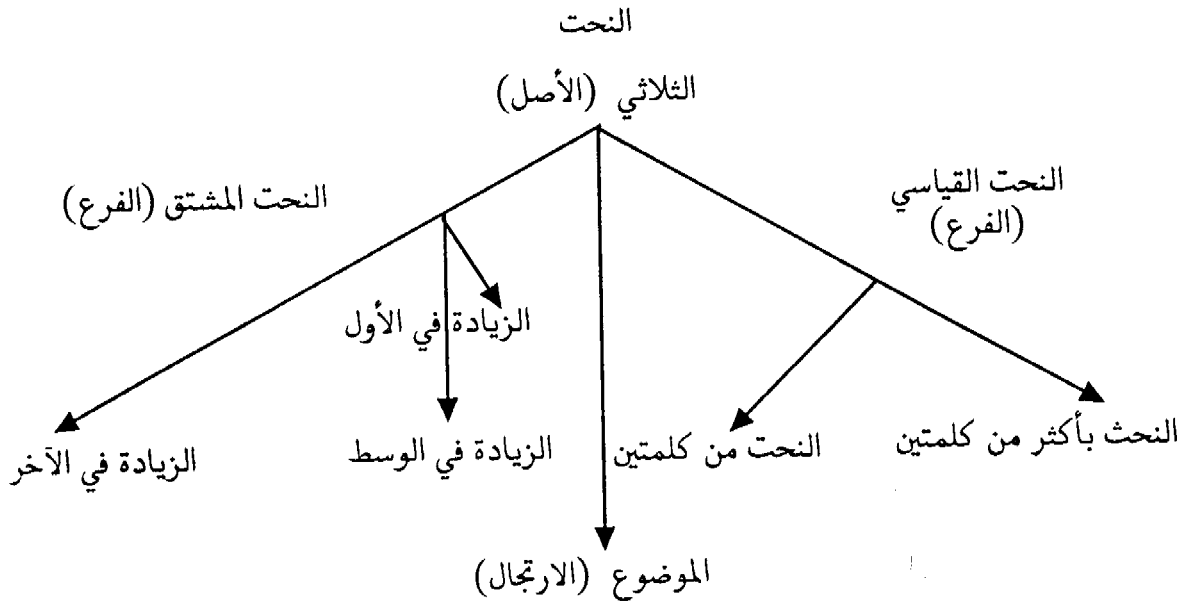 النحت
الثلاثي (الأصل)
النحت القياسي
(الفرع)
النحت المشتق (الفرع)
الزيادة في الأول
النحث بأكثر من كلمتين
النحت من كلمتين
الزيادة في الوسط
الزيادة في الآخر
الموضوع (الارتجال)